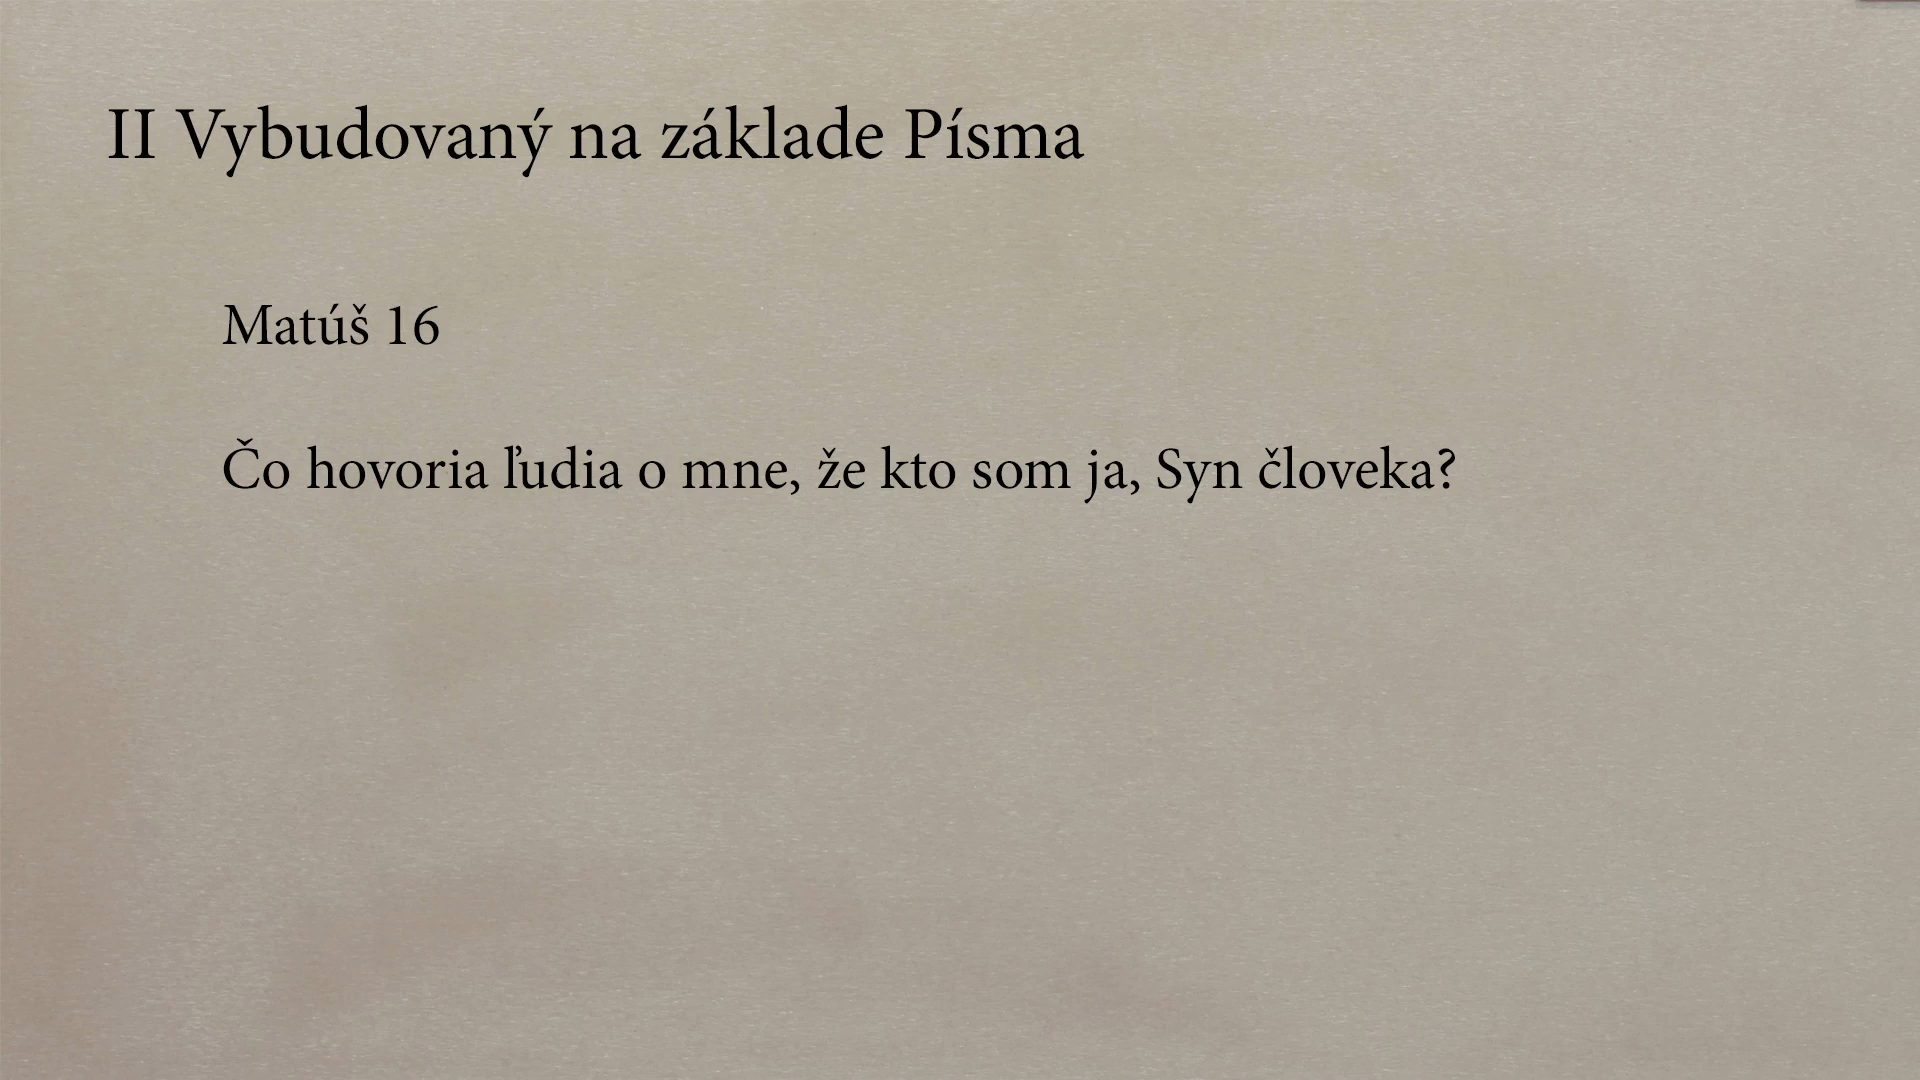 II Vybudovaný na základe Písma
Matúš 16
Čo hovoria ľudia o mne, že kto som ja, Syn človeka?